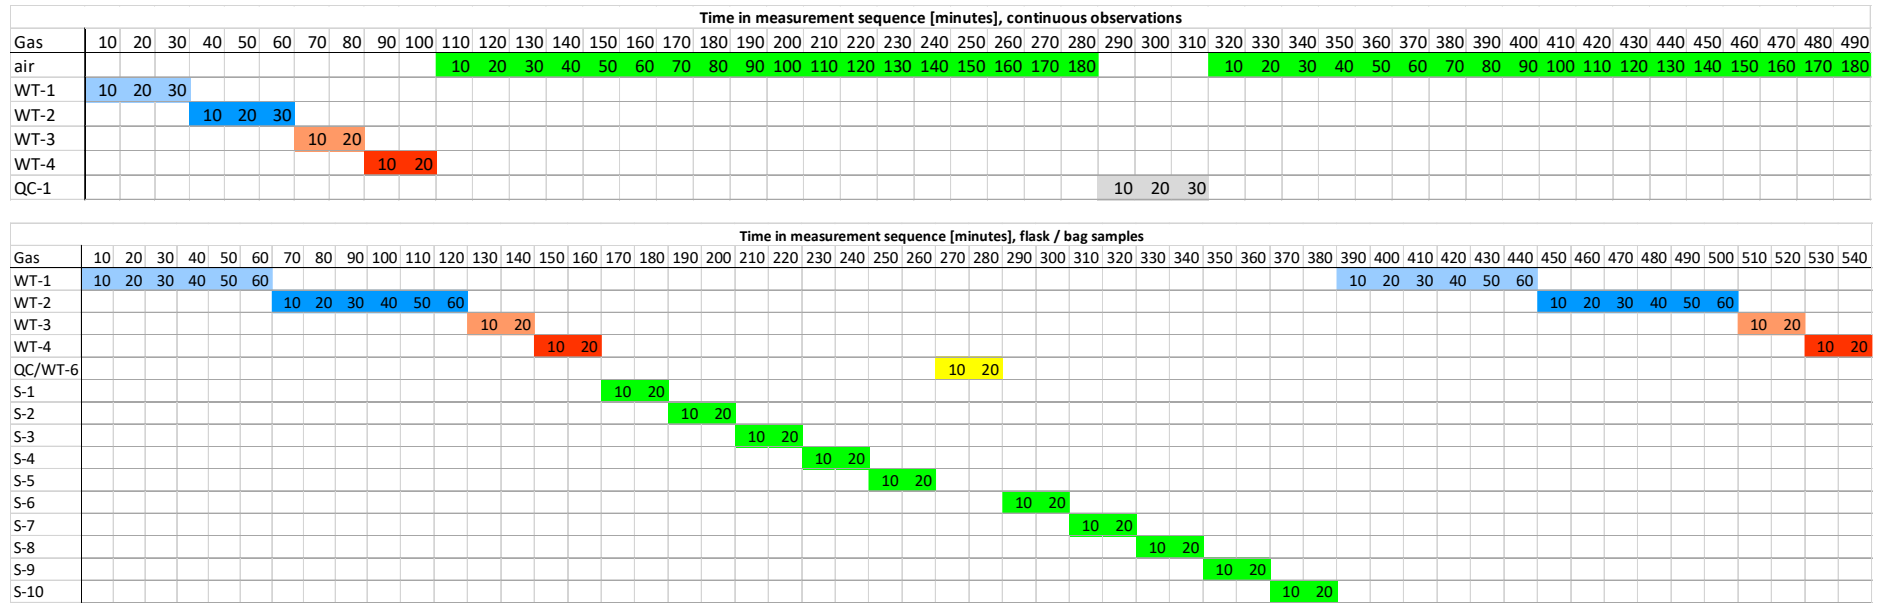 Time in measurement sequence [minutes], continuous observations
Gas 10 20 30 40 50 60 70 80 90 100 110 120 130 140 150 160 170 180 190 200 210 220 230 240 250 260 270 280 290 300 310 320 330 340 350 360 370 380 390 400 410 420 430 440 450 460 470 480 490
air 10 20 30 40 50 60 70 80 90 100 110 120 130 140 150 160 170 180 10 20 30 40 50 60 70 80 90 100 110 120 130 140 150 160 170 180
WT-1 10 20 30
WT-2 10 20 30
WT-3 10 20
WT-4 10 20
QC-1 10 20 30
Time in measurement sequence [minutes], flask / bag samples
Gas 10 20 30 40 50 60 70 80 90 100 110 120 130 140 150 160 170 180 190 200 210 220 230 240 250 260 270 280 290 300 310 320 330 340 350 360 370 380 390 400 410 420 430 440 450 460 470 480 490 500 510 520 530 540
WT-1 10 20 30 40 50 60 10 20 30 40 50 60
WT-2 10 20 30 40 50 60 10 20 30 40 50 60
WT-3 10 20 10 20
WT-4 10 20 10 20
QC/WT-6 10 20
S-1 10 20
S-2 10 20
S-3 10 20
S-4 10 20
S-5 10 20
S-6 10 20
S-7 10 20
S-8 10 20
S-9 10 20
S-10 10 20